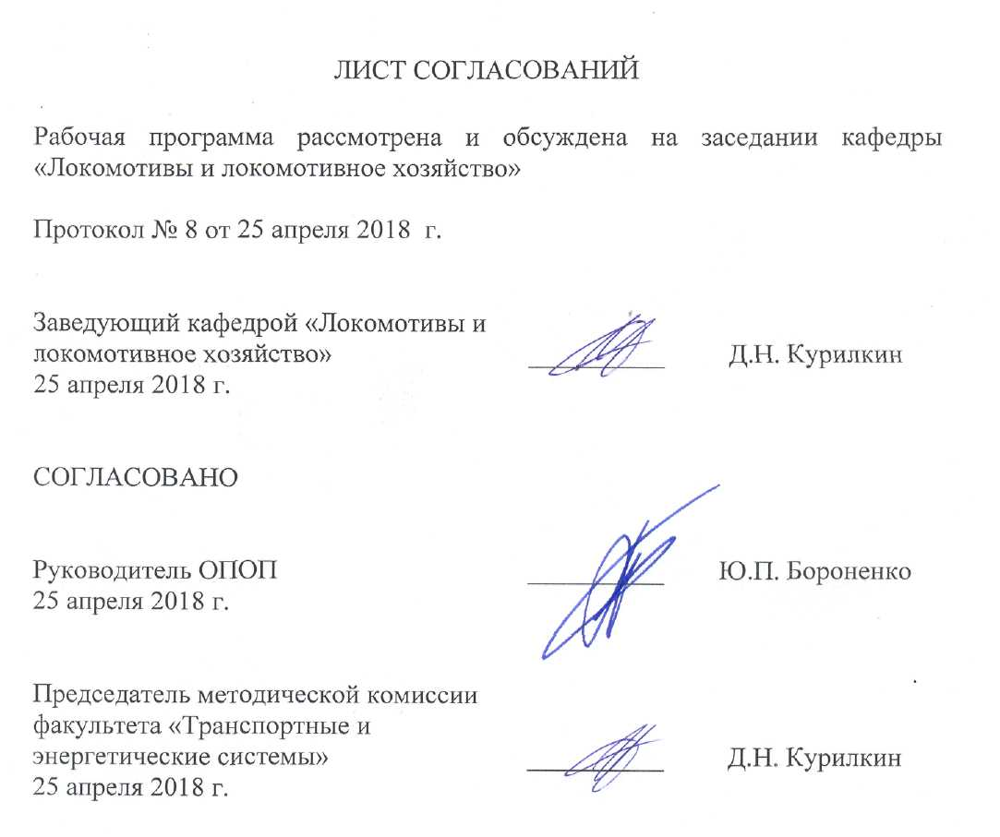 ЛИСТ СОГЛАСОВАНИЙ
Рабочая программа рассмотрена и обсуждена на заседании кафедры
«Локомотивы и локомотивное хозяйство»
Протокол № 8 от 25 апреля 2018 г.
Заведующий кафедрой «Локомотивы и
локомотивное хозяйство» Д.Н. Курилкин
25 апреля 2018 г.
СОГЛАСОВАНО
Руководитель ОПОП Ю.П. Бороненко
25 апреля 2018 г.
Председатель методической комиссии
факультета «Транспортные и
энергетические системы» Д.Н. Курилкин
25 апреля 2018 г.